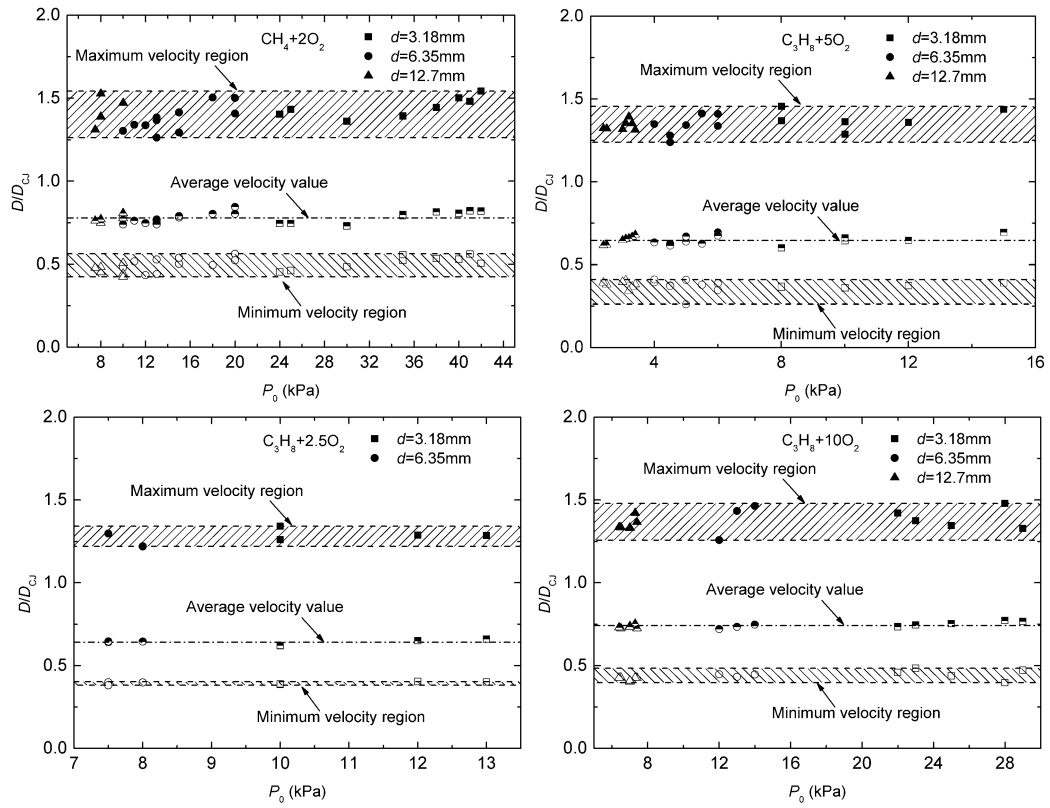 2.0
1.5
1.0
0.5
0.0
D/D_CJ
CH₄+2O₂
d=3.18mm
d=6.35mm
d=12.7mm
Maximum velocity region
Average velocity value
Minimum velocity region
8 12 16 20 24 28 32 36 40 44
P₀ (kPa)
2.0
1.5
1.0
0.5
0.0
D/D_CJ
C₃H₈+5O₂
d=3.18mm
d=6.35mm
d=12.7mm
Maximum velocity region
Average velocity value
Minimum velocity region
4 8 12 16
P₀ (kPa)
2.0
1.5
1.0
0.5
0.0
D/D_CJ
C₃H₈+2.5O₂
d=3.18mm
d=6.35mm
Maximum velocity region
Average velocity value
Minimum velocity region
7 8 9 10 11 12 13
P₀ (kPa)
2.0
1.5
1.0
0.5
0.0
D/D_CJ
C₃H₈+10O₂
d=3.18mm
d=6.35mm
d=12.7mm
Maximum velocity region
Average velocity value
Minimum velocity region
8 12 16 20 24 28
P₀ (kPa)